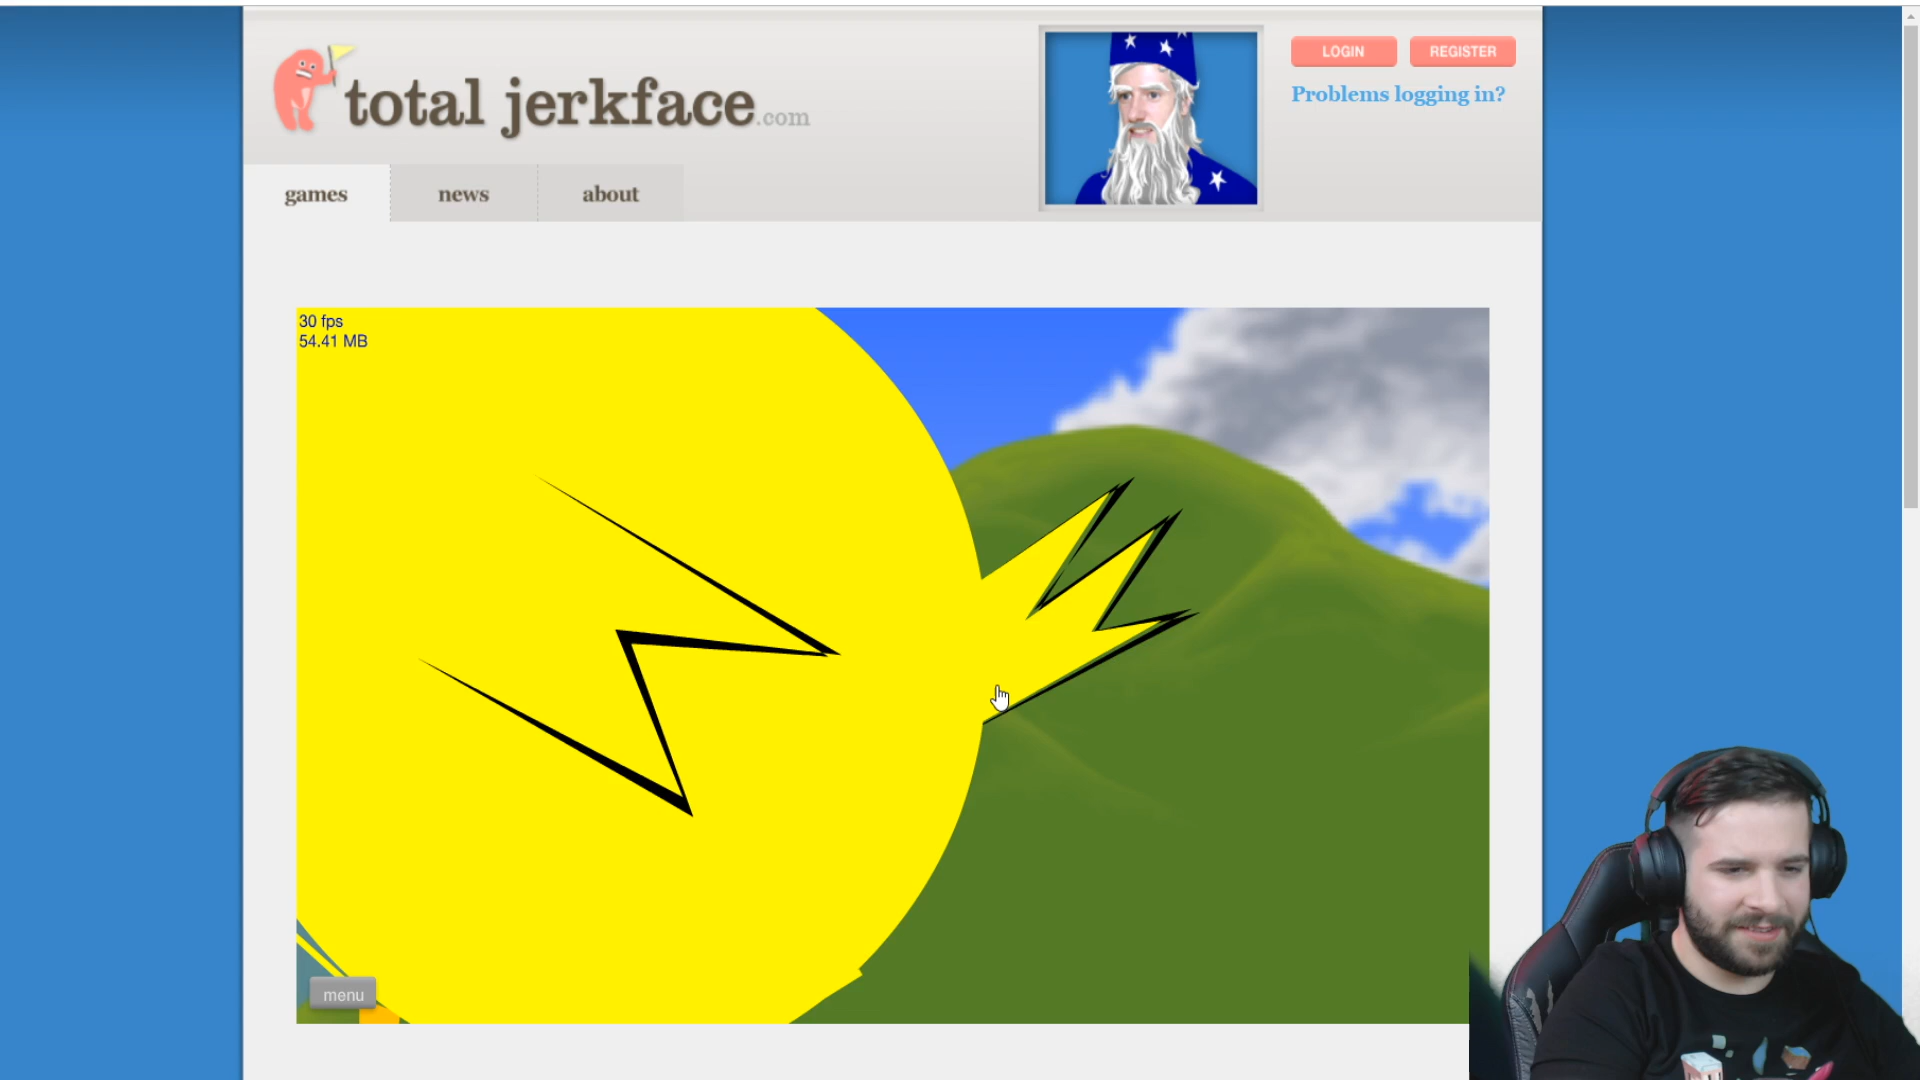 total jerkface.com
LOGIN
REGISTER
Problems logging in?
games
news
about
30 fps
54.41 MB
menu